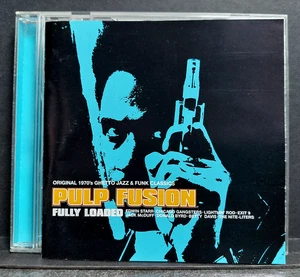 ORIGINAL 1970's GHETTO JAZZ & FUNK CLASSICS
PULP FUSION
FULLY LOADED
EDWIN STARR·CHICAGO GANGSTERS·LIGHTNIN' ROD·EXIT 9
JACK McDUFF·DONALD BYRD·BETTY DAVIS·THE NITE-LITERS